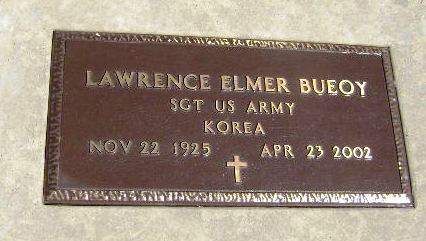 LAWRENCE ELMER BUEOY
SGT US ARMY
KOREA
NOV 22 1925 APR 23 2002